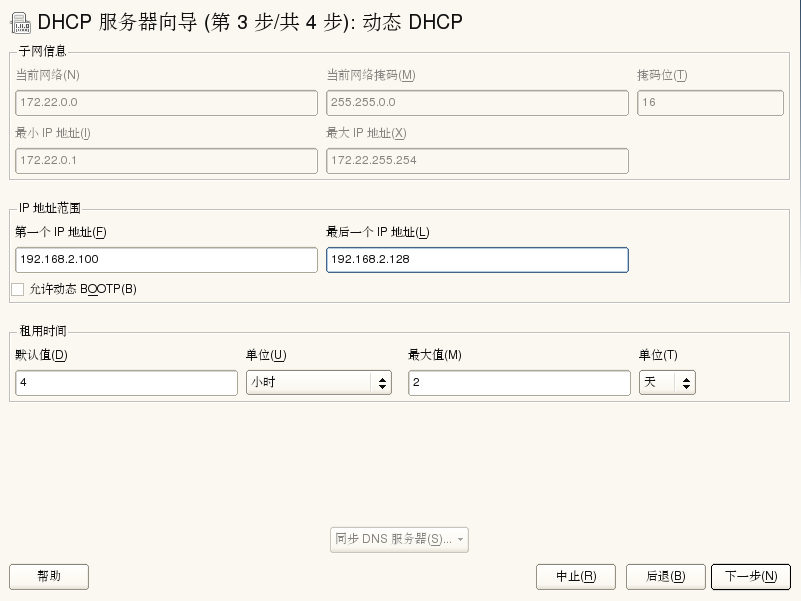 DHCP 服务器向导 (第 3 步/共 4 步): 动态 DHCP
子网信息
当前网络(N) 当前网络掩码(M) 掩码位(T)
172.22.0.0 255.255.0.0 16
最小 IP 地址(I) 最大 IP 地址(X)
172.22.0.1 172.22.255.254
IP 地址范围
第一个 IP 地址(F) 最后一个 IP 地址(L)
192.168.2.100 192.168.2.128
允许动态 BOOTP(B)
租用时间
默认值(D) 单位(U) 最大值(M) 单位(T)
4 小时 2 天
同步 DNS 服务器(S)...
帮助 中止(R) 后退(B) 下一步(N)